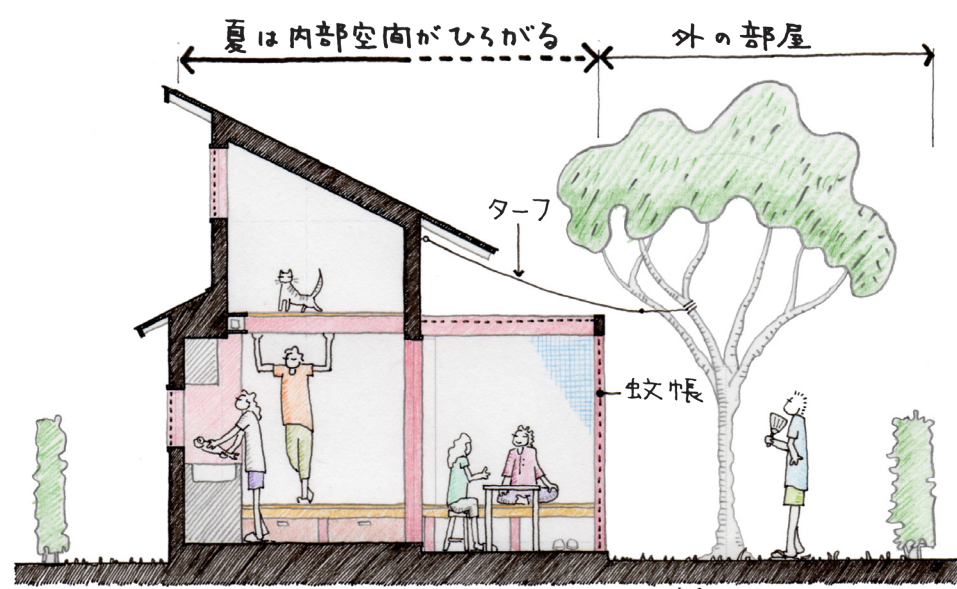 夏は内部空間がひろがる
外の部屋
タープ
蚊帳